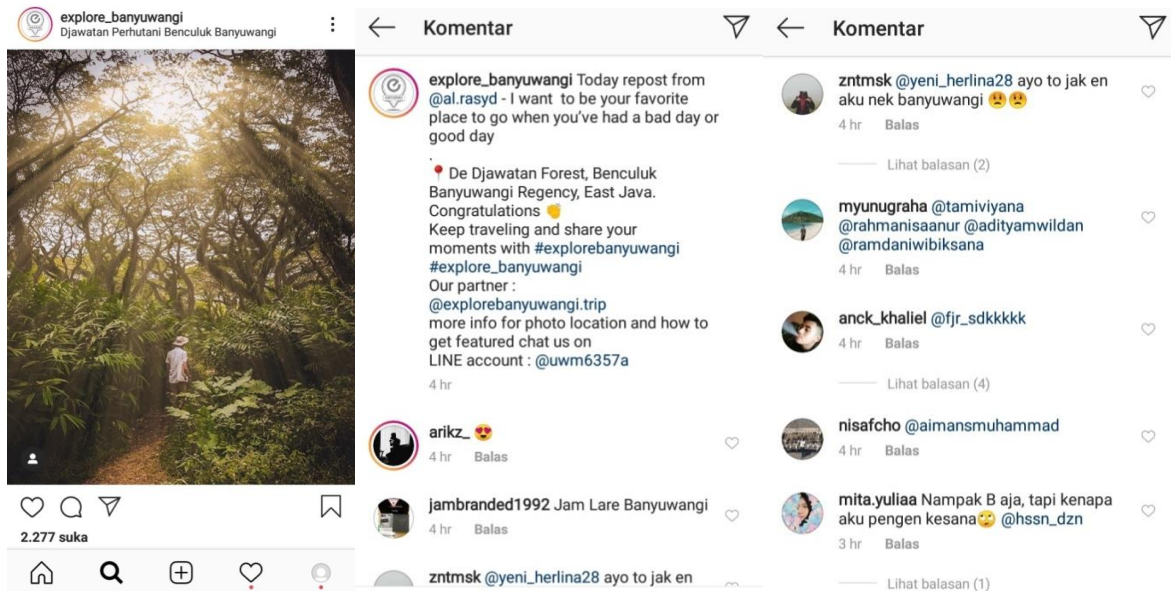 explore_banyuwangi
Djawatan Perhutani Benculuk Banyuwangi
2.277 suka
Komentar
explore_banyuwangi Today repost from
@al.rasyd - I want to be your favorite
place to go when you've had a bad day or
good day
.
📍 De Djawatan Forest, Benculuk
Banyuwangi Regency, East Java.
Congratulations 👏
Keep traveling and share your
moments with #explorebanyuwangi
#explore_banyuwangi
Our partner :
@explorebanyuwangi.trip
more info for photo location and how to
get featured chat us on
LINE account : @uwm6357a
4 hr
arikz_ 😍
4 hr Balas
jambranded1992 Jam Lare Banyuwangi
4 hr Balas
zntmsk @yeni_herlina28 ayo to jak en
Komentar
zntmsk @yeni_herlina28 ayo to jak en
aku nek banyuwangi 😟😟
4 hr Balas
Lihat balasan (2)
myunugraha @tamiviyana
@rahmanisaanur @adityamwildan
@ramdaniwibiksana
4 hr Balas
anck_khaliel @fjr_sdkkkkk
4 hr Balas
Lihat balasan (4)
nisafcho @aimansmuhammad
4 hr Balas
mita.yuliaa Nampak B aja, tapi kenapa
aku pengen kesana🙄 @hssn_dzn
3 hr Balas
Lihat balasan (1)